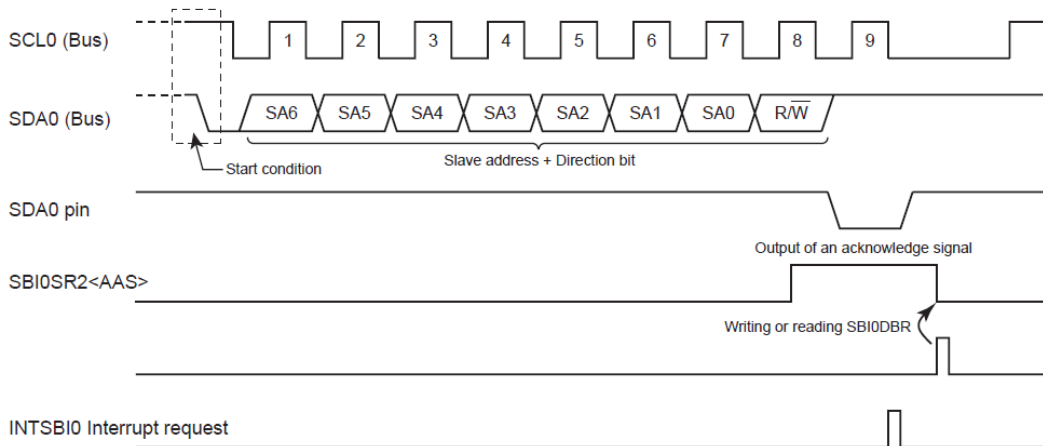 SCL0 (Bus)
1 2 3 4 5 6 7 8 9
SDA0 (Bus)
SA6 SA5 SA4 SA3 SA2 SA1 SA0 R/W̅
Slave address + Direction bit
Start condition
SDA0 pin
Output of an acknowledge signal
SBI0SR2<AAS>
Writing or reading SBI0DBR
INTSBI0 Interrupt request